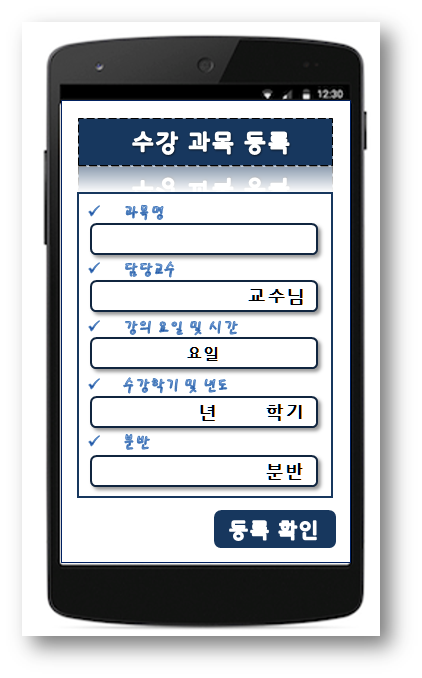 12:30
수강 과목 등록
✓ 과목명
✓ 담당교수
교수님
✓ 강의 요일 및 시간
요일
✓ 수강학기 및 년도
년 학기
✓ 분반
분반
등록 확인